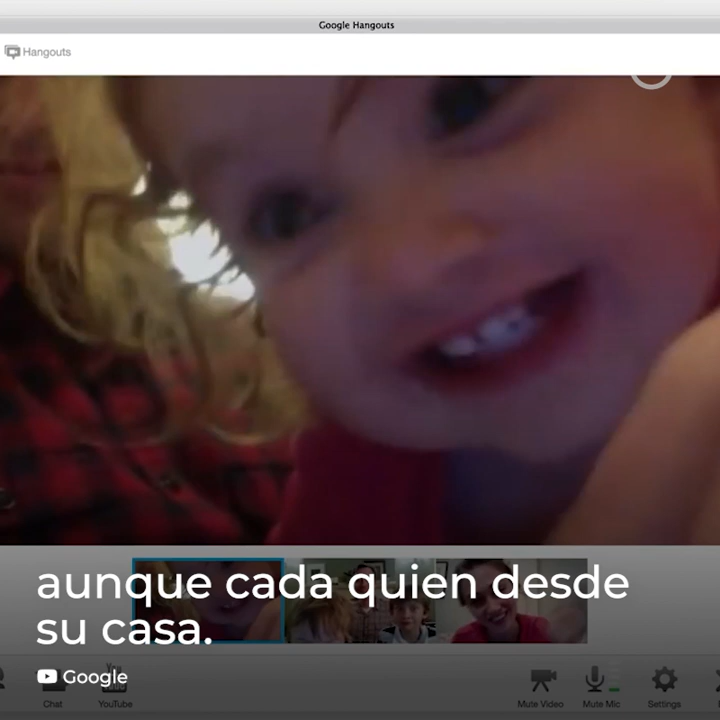 Google Hangouts
Hangouts
aunque cada quien desde
su casa.
Google
Chat
YouTube
Mute Video
Mute Mic
Settings